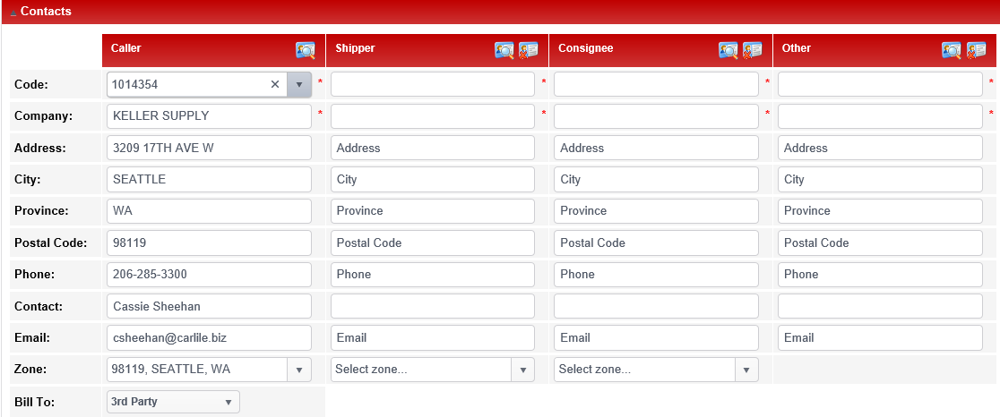 Contacts
Caller Shipper Consignee Other
Code: 1014354 * * * *
Company: KELLER SUPPLY * * * *
Address: 3209 17TH AVE W Address Address Address
City: SEATTLE City City City
Province: WA Province Province Province
Postal Code: 98119 Postal Code Postal Code Postal Code
Phone: 206-285-3300 Phone Phone Phone
Contact: Cassie Sheehan
Email: csheehan@carlile.biz Email Email Email
Zone: 98119, SEATTLE, WA Select zone... Select zone...
Bill To: 3rd Party